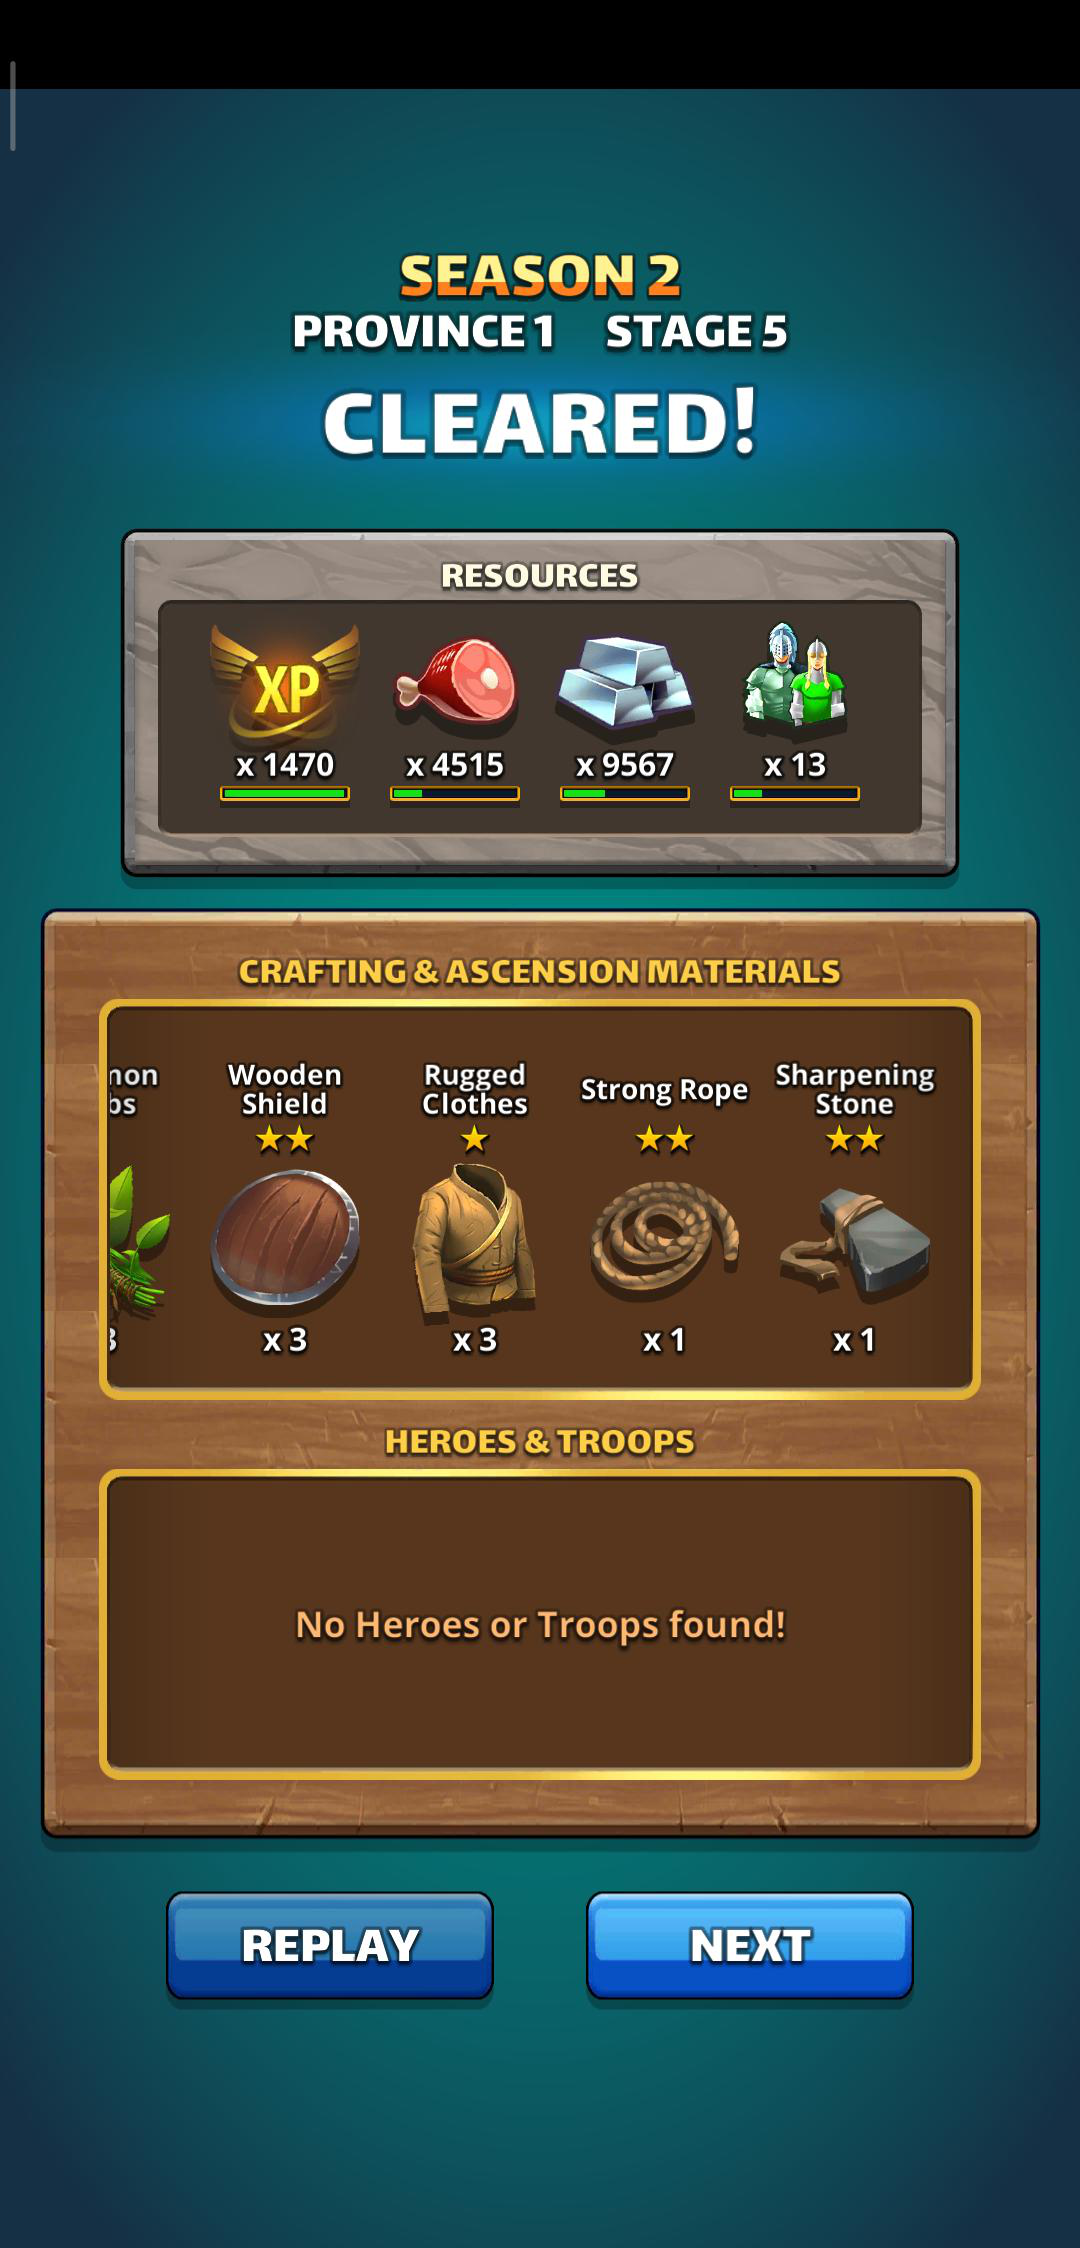 SEASON 2
PROVINCE 1 STAGE 5
CLEARED!
RESOURCES
XP
x 1470 x 4515 x 9567 x 13
CRAFTING & ASCENSION MATERIALS
Wooden Shield
Rugged Clothes
Strong Rope
Sharpening Stone
x 3 x 3 x 1 x 1
HEROES & TROOPS
No Heroes or Troops found!
REPLAY NEXT